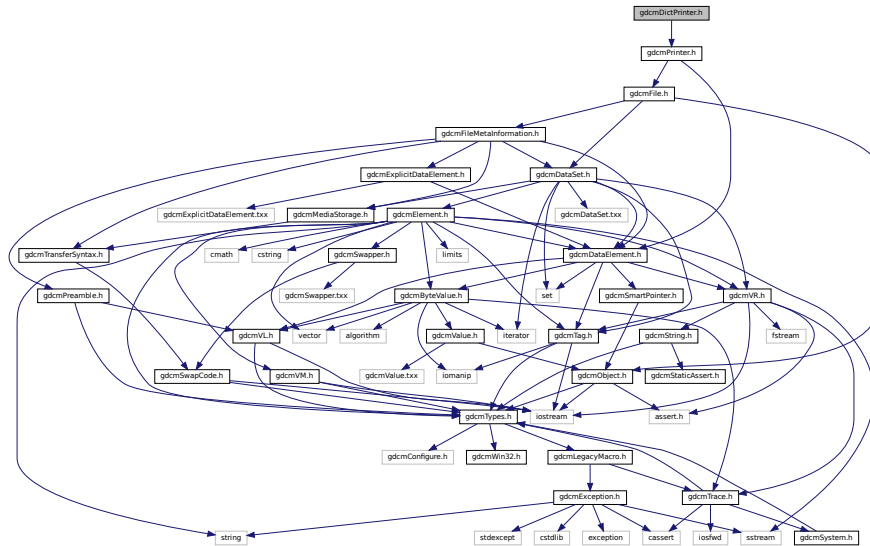 gdcmDictPrinter.h
gdcmPrinter.h
gdcmFile.h
gdcmFileMetaInformation.h
gdcmExplicitDataElement.h
gdcmDataSet.h
gdcmExplicitDataElement.txx
gdcmMediaStorage.h
gdcmElement.h
gdcmDataSet.txx
gdcmTransferSyntax.h
cmath
cstring
gdcmSwapper.h
limits
gdcmDataElement.h
gdcmPreamble.h
gdcmSwapper.txx
gdcmByteValue.h
set
gdcmSmartPointer.h
gdcmVR.h
gdcmVL.h
vector
algorithm
gdcmValue.h
iterator
gdcmTag.h
gdcmString.h
fstream
gdcmSwapCode.h
gdcmVM.h
gdcmValue.txx
iomanip
gdcmObject.h
gdcmStaticAssert.h
gdcmTypes.h
iostream
assert.h
gdcmConfigure.h
gdcmWin32.h
gdcmLegacyMacro.h
gdcmException.h
gdcmTrace.h
string
stdexcept
cstdlib
exception
cassert
iosfwd
sstream
gdcmSystem.h